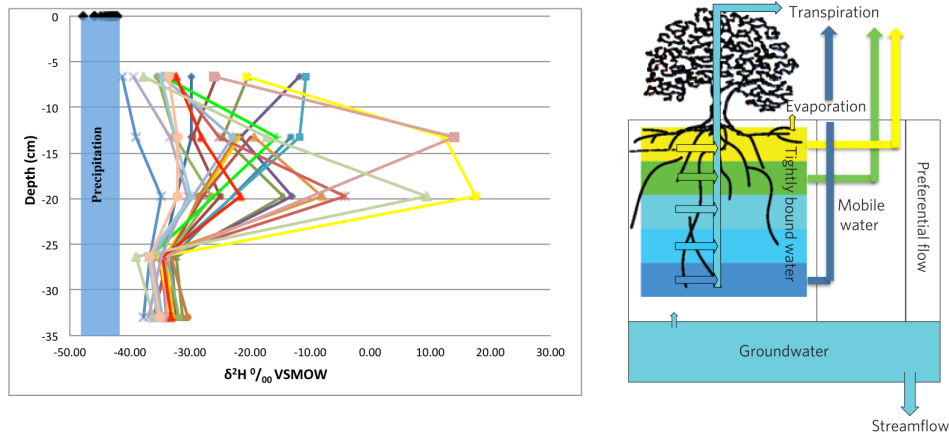 0
-5
-10
-15
-20
-25
-30
-35
-50.00
-40.00
-30.00
-20.00
-10.00
0.00
10.00
20.00
30.00
Depth (cm)
Precipitation
δ²H ⁰/₀₀ VSMOW
Transpiration
Evaporation
Tightly bound water
Mobile
water
Preferential flow
Groundwater
Streamflow